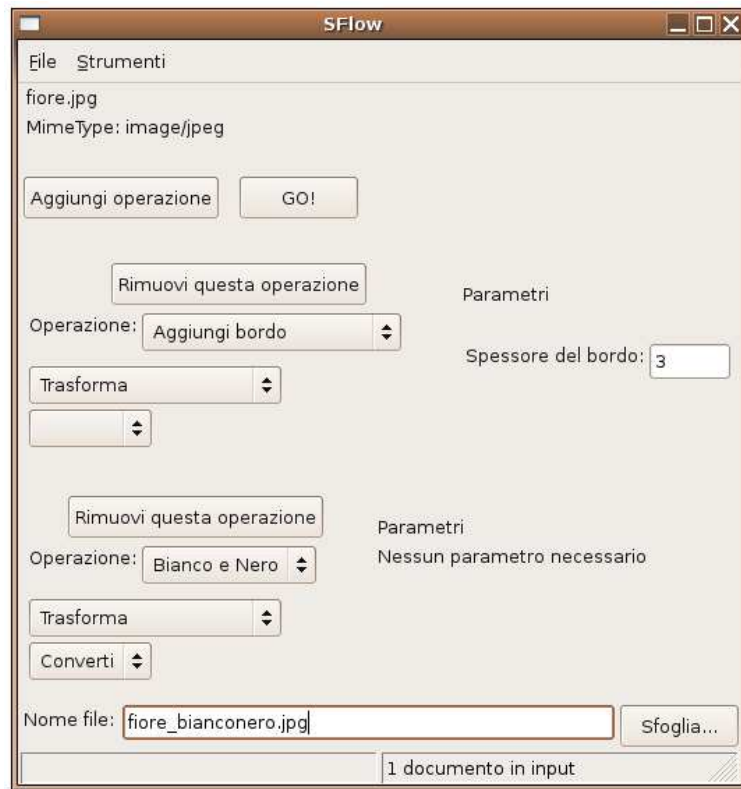 SFlow
File Strumenti
fiore.jpg
MimeType: image/jpeg
Aggiungi operazione GO!
Rimuovi questa operazione
Parametri
Operazione: Aggiungi bordo
Spessore del bordo: 3
Trasforma
Rimuovi questa operazione
Parametri
Operazione: Bianco e Nero
Nessun parametro necessario
Trasforma
Converti
Nome file: fiore_bianconero.jpg Sfoglia...
1 documento in input